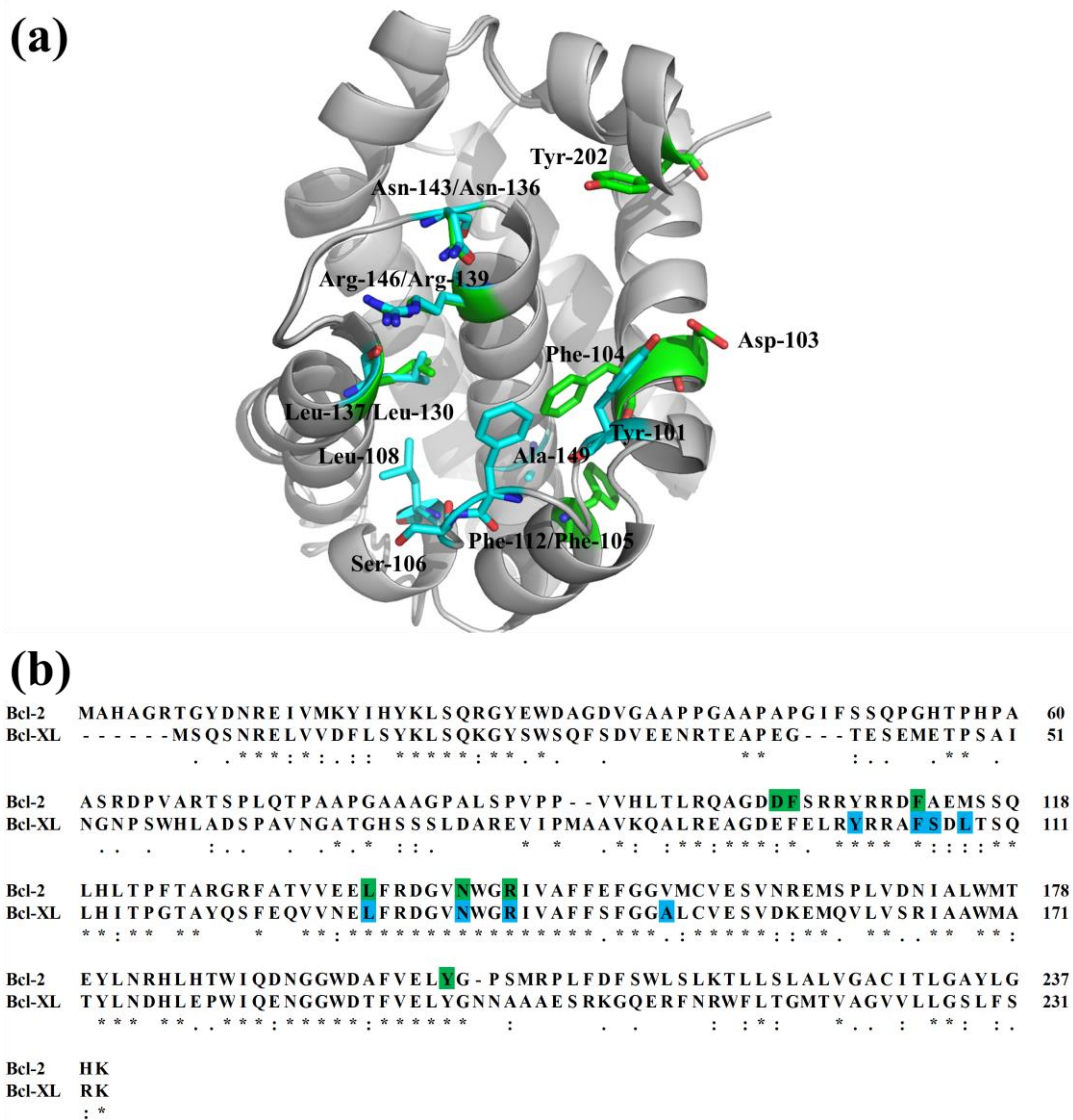 (a)
Tyr-202
Asn-143/Asn-136
Arg-146/Arg-139
Asp-103
Phe-104
Leu-137/Leu-130
Tyr-101
Leu-108
Ala-149
Phe-112/Phe-105
Ser-106
(b)
Bcl-2 MAHAGRTGYDNREIVMKYIHYKLSQRGYEWDAGDVGAAPPGAAPAPGIFSSQPGHTPHPA 60
Bcl-XL ------MSQSNRELVVDFLSYKLSQKGYSWSQFSDVEENRTEAPEG---TESEMETPSAI 51
. . * * * : * : . : : * * * * * : * * . * . . * * : . : . * * .
Bcl-2 ASRDPVARTSPLQTPAAPGAAAGPALSPVPP--VVHLTLRQAGDDFSRRYRRDFAEMSSQ 118
Bcl-XL NGNPSWHLADSPAVNGATGHSSSLDAREVIPMAAVKQALREAGDEFELRYRRAFSDLTSQ 111
. . . : . . . * . * : : . * * * : * * : * * * : * * * * * * : : : : * *
Bcl-2 LHLTPFTARGRFATVVEELFRDGVNWGRIVAFFEFGGVMCVESVNREMSPLVDNIALWMT 178
Bcl-XL LHITPGTAYQSFEQVVNELFRDGVNWGRIVAFFSFGGALCVESVDKEMQVLVSRIAAWMA 171
* * : * * * * * * * : * * * * * * * * * * * * * * * * . * * * . : * * * * * : : * * . * * . . * * * * :
Bcl-2 EYLNRHLHTWIQDNGGWDAFVELYG-PSMRPLFDFSWLSLKTLLSLALVGACITLGAYLG 237
Bcl-XL TYLNDHLEPWIQENGGWDTFVELYGNNAAAESRKGQERFNRWFLTGMTVAGVVLLGSLFS 231
* * * * * . . * * * : * * * * * : * * * * * * : . . : : * : * . : * * : : .
Bcl-2 HK
Bcl-XL RK
: *